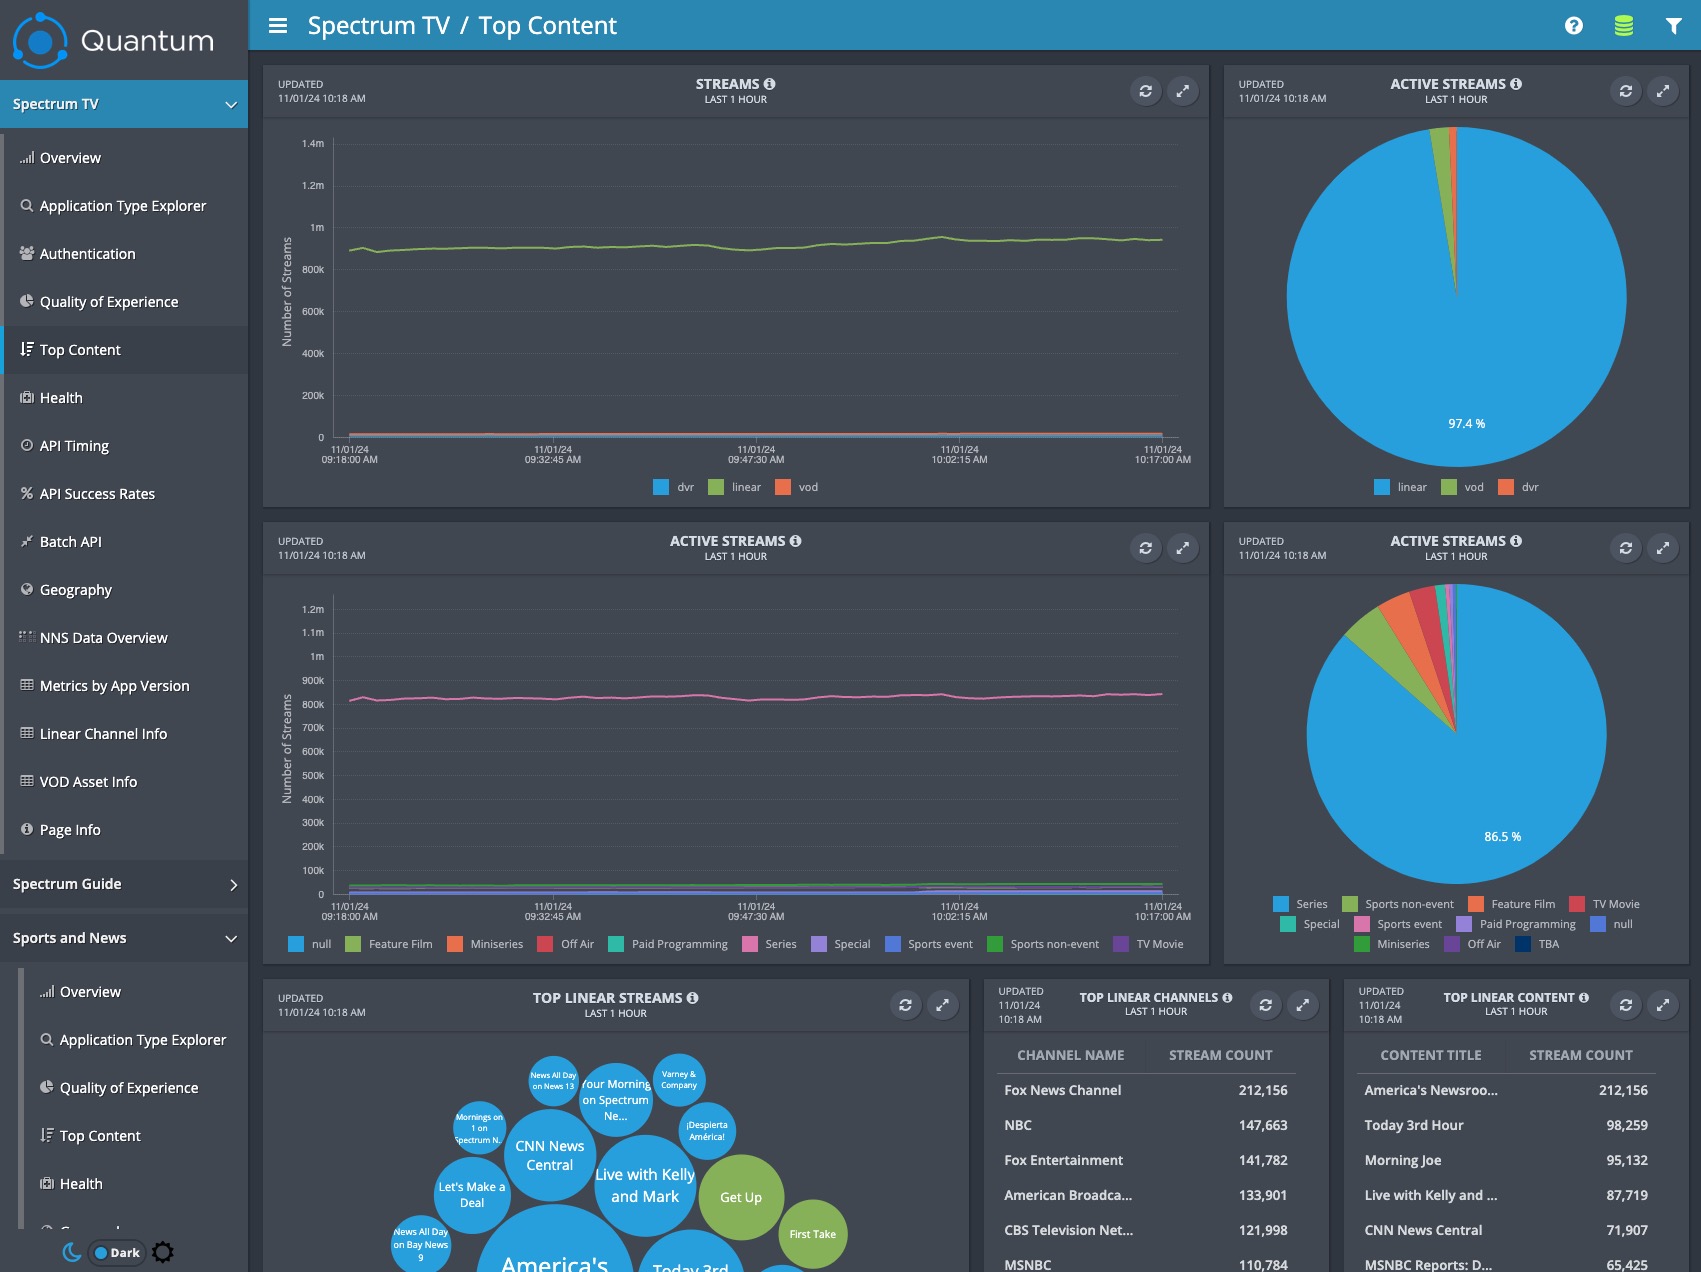 Quantum
Spectrum TV / Top Content
Spectrum TV
Overview
Application Type Explorer
Authentication
Quality of Experience
Top Content
Health
API Timing
API Success Rates
Batch API
Geography
NNS Data Overview
Metrics by App Version
Linear Channel Info
VOD Asset Info
Page Info
Spectrum Guide
Sports and News
Overview
Application Type Explorer
Quality of Experience
Top Content
Health
Dark
UPDATED
11/01/24 10:18 AM
STREAMS
LAST 1 HOUR
Number of Streams
1.4m
1.2m
1m
800k
600k
400k
200k
0
11/01/24 11/01/24 11/01/24 11/01/24 11/01/24
09:18:00 AM 09:32:45 AM 09:47:30 AM 10:02:15 AM 10:17:00 AM
dvr linear vod
UPDATED
11/01/24 10:18 AM
ACTIVE STREAMS
LAST 1 HOUR
97.4 %
linear vod dvr
UPDATED
11/01/24 10:18 AM
ACTIVE STREAMS
LAST 1 HOUR
Number of Streams
1.2m
1.1m
1m
900k
800k
700k
600k
500k
400k
300k
200k
100k
0
11/01/24 11/01/24 11/01/24 11/01/24 11/01/24
09:18:00 AM 09:32:45 AM 09:47:30 AM 10:02:15 AM 10:17:00 AM
null Feature Film Miniseries Off Air Paid Programming Series Special Sports event Sports non-event TV Movie
UPDATED
11/01/24 10:18 AM
ACTIVE STREAMS
LAST 1 HOUR
86.5 %
Series Sports non-event Feature Film TV Movie
Special Sports event Paid Programming null
Miniseries Off Air TBA
UPDATED
11/01/24 10:18 AM
TOP LINEAR STREAMS
LAST 1 HOUR
News All Day
on News 13
Your Morning
on Spectrum
Ne...
Varney &
Company
Mornings on
1 on
Spectrum N...
CNN News
Central
¡Despierta
América!
Let's Make a
Deal
Live with Kelly
and Mark
Get Up
First Take
News All Day
on Bay News
9
America's
Today 3rd
UPDATED
11/01/24
10:18 AM
TOP LINEAR CHANNELS
LAST 1 HOUR
CHANNEL NAME STREAM COUNT
Fox News Channel 212,156
NBC 147,663
Fox Entertainment 141,782
American Broadca... 133,901
CBS Television Net... 121,998
MSNBC 110,784
UPDATED
11/01/24
10:18 AM
TOP LINEAR CONTENT
LAST 1 HOUR
CONTENT TITLE STREAM COUNT
America's Newsroo... 212,156
Today 3rd Hour 98,259
Morning Joe 95,132
Live with Kelly and ... 87,719
CNN News Central 71,907
MSNBC Reports: D... 65,425